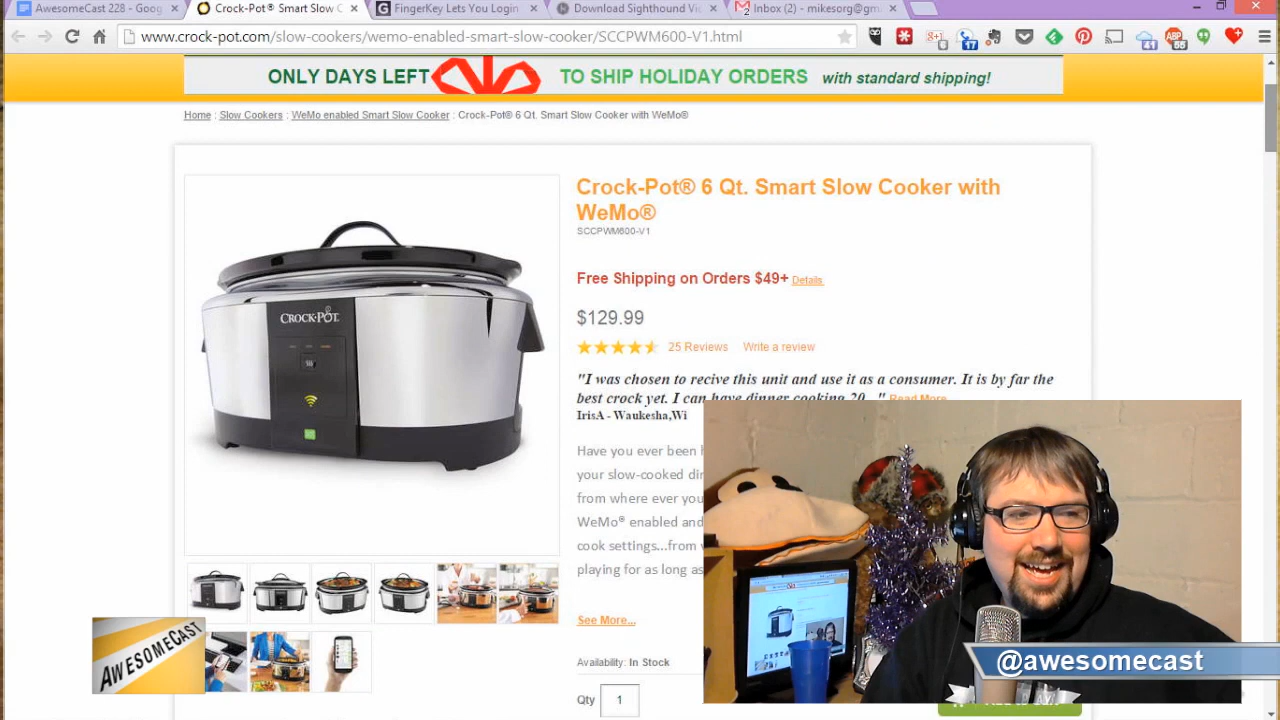 AwesomeCast 228 - Goog
Crock-Pot® Smart Slow C
FingerKey Lets You Login
Download Sighthound Vi
Inbox (2) - mikesorg@gm
www.crock-pot.com/slow-cookers/wemo-enabled-smart-slow-cooker/SCCPWM600-V1.html
ONLY DAYS LEFT TO SHIP HOLIDAY ORDERS with standard shipping!
Home : Slow Cookers : WeMo enabled Smart Slow Cooker : Crock-Pot® 6 Qt. Smart Slow Cooker with WeMo®
Crock-Pot® 6 Qt. Smart Slow Cooker with
WeMo®
SCCPWM600-V1
Free Shipping on Orders $49+ Details
$129.99
25 Reviews Write a review
"I was chosen to recive this unit and use it as a consumer. It is by far the
best crock yet. I can have dinner cooking 20..." Read More
IrisA - Waukesha,Wi
Have you ever been
your slow-cooked
from where ever you
WeMo® enabled and
cook settings...from
playing for as long as
See More...
Availability: In Stock
Qty 1
CROCK-POT
AWESOMECAST
@awesomecast